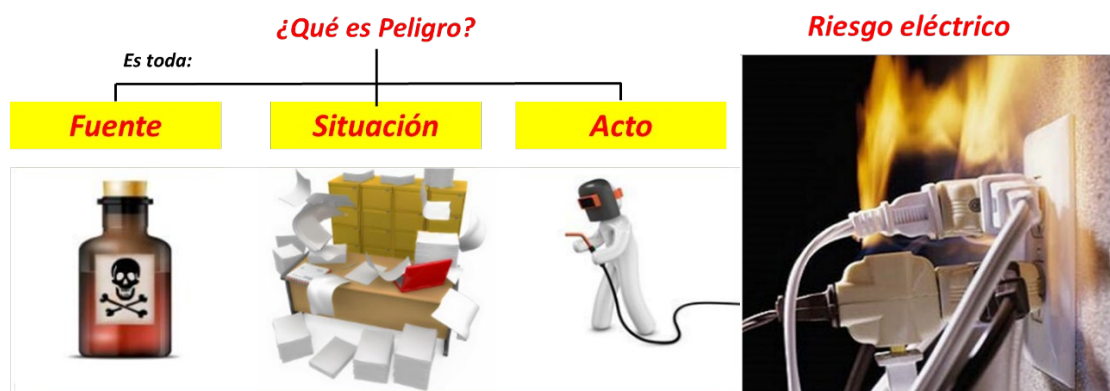 ¿Qué es Peligro?
Riesgo eléctrico
Es toda:
Fuente
Situación
Acto